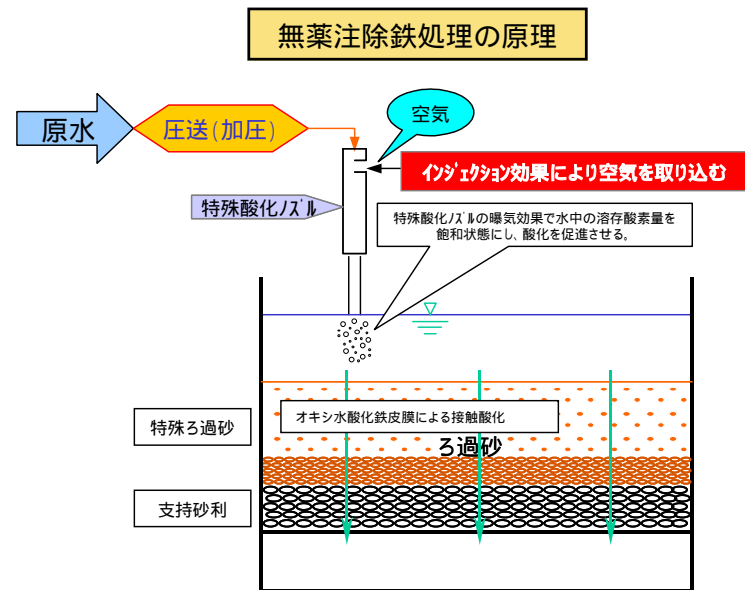 無薬注除鉄処理の原理
原水
圧送(加圧)
空気
インジェクション効果により空気を取り込む
特殊酸化ノズル
特殊酸化ノズルの曝気効果で水中の溶存酸素量を
飽和状態にし、酸化を促進させる。
オキシ水酸化鉄皮膜による接触酸化
特殊ろ過砂
ろ過砂
支持砂利